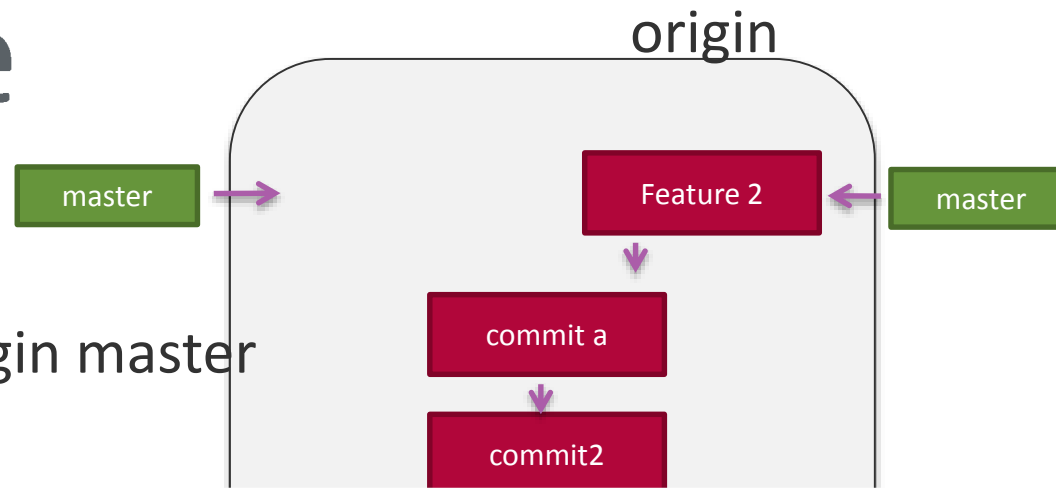 e
origin
master
Feature 2
master
commit a
gin master
commit2